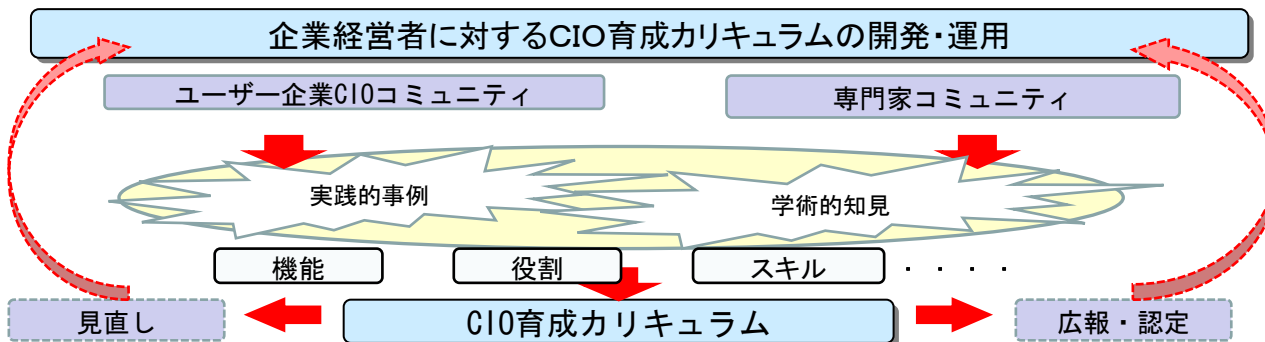 企業経営者に対するCIO育成カリキュラムの開発・運用
ユーザー企業CIOコミュニティ
専門家コミュニティ
実践的事例
学術的知見
機能
役割
スキル
・・・・
見直し
CIO育成カリキュラム
広報・認定